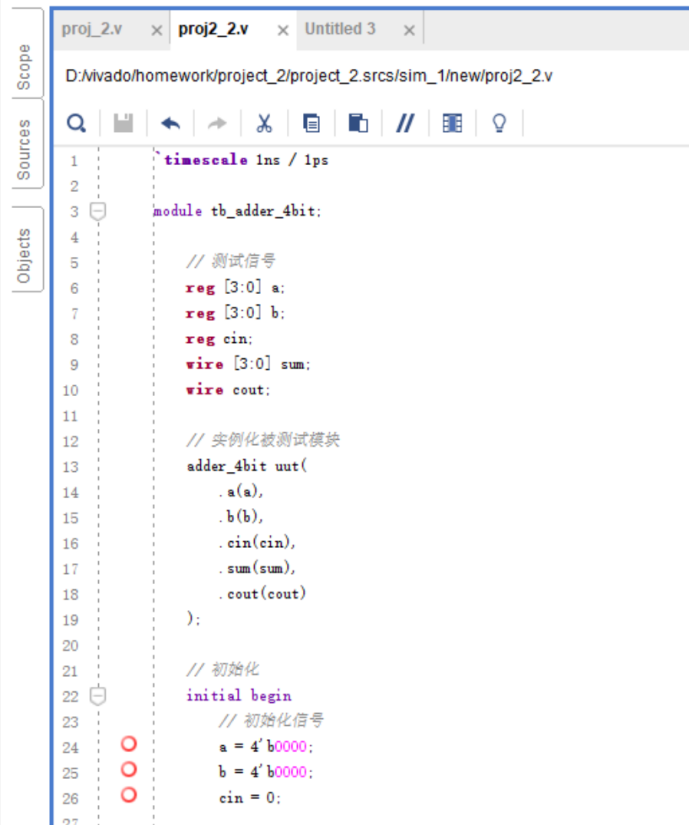 proj_2.v × proj2_2.v × Untitled 3 ×
Scope
Sources
Objects
D:/vivado/homework/project_2/project_2.srcs/sim_1/new/proj2_2.v
1 `timescale 1ns / 1ps
2
3 module tb_adder_4bit;
4
5 // 测试信号
6 reg [3:0] a;
7 reg [3:0] b;
8 reg cin;
9 wire [3:0] sum;
10 wire cout;
11
12 // 实例化被测试模块
13 adder_4bit uut(
14 .a(a),
15 .b(b),
16 .cin(cin),
17 .sum(sum),
18 .cout(cout)
19 );
20
21 // 初始化
22 initial begin
23 // 初始化信号
24 a = 4'b0000;
25 b = 4'b0000;
26 cin = 0;
27